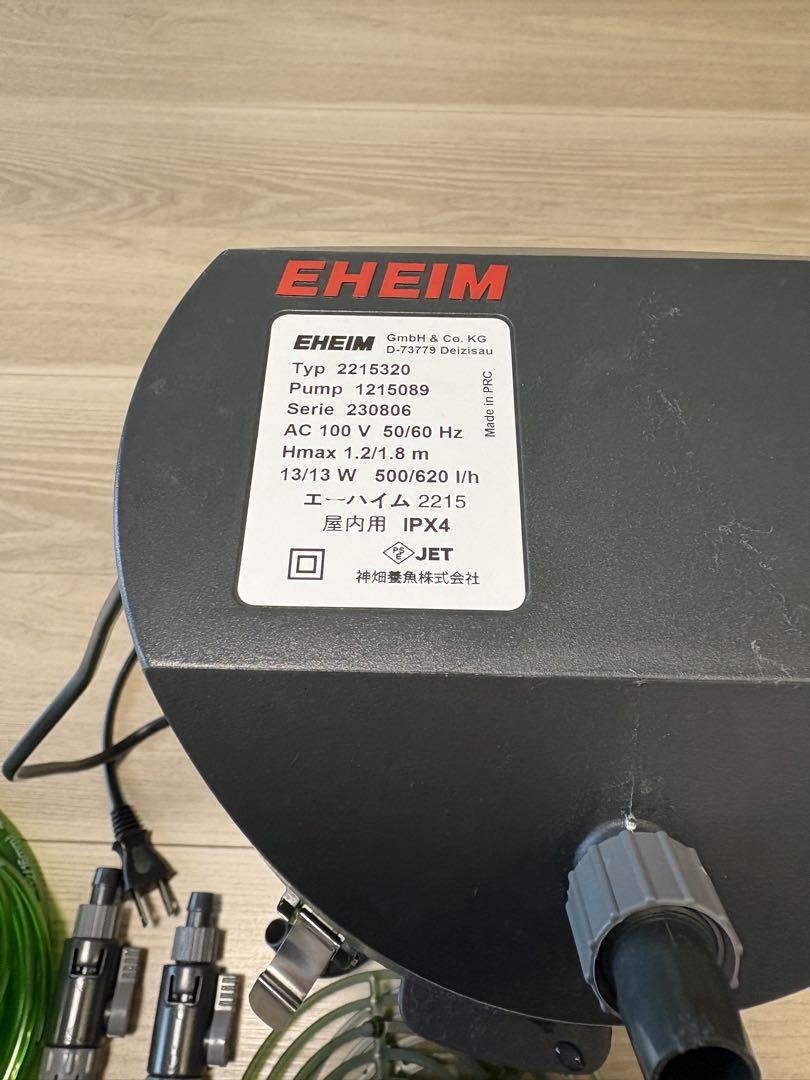 EHEIM
EHEIM GmbH & Co. KG
D-73779 Deizisau
Typ 2215320
Pump 1215089
Serie 230806
Made in PRC
AC 100 V 50/60 Hz
Hmax 1.2/1.8 m
13/13 W 500/620 l/h
エーハイム 2215
屋内用 IPX4
PSE JET
神畑養魚株式会社